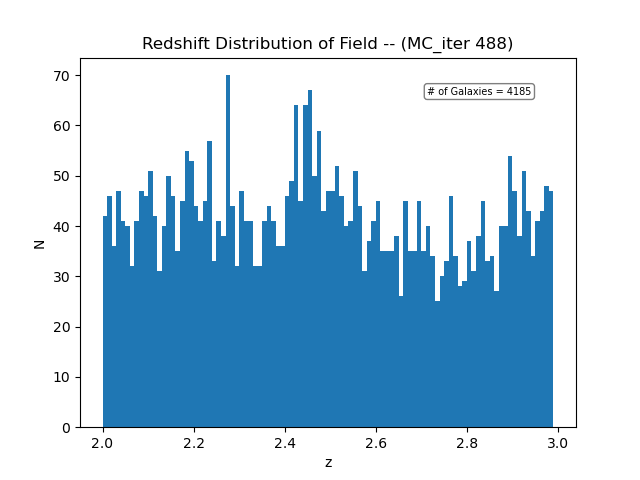 Redshift Distribution of Field -- (MC_iter 488)
# of Galaxies = 4185
70
60
50
40
30
20
10
0
N
2.0 2.2 2.4 2.6 2.8 3.0
z